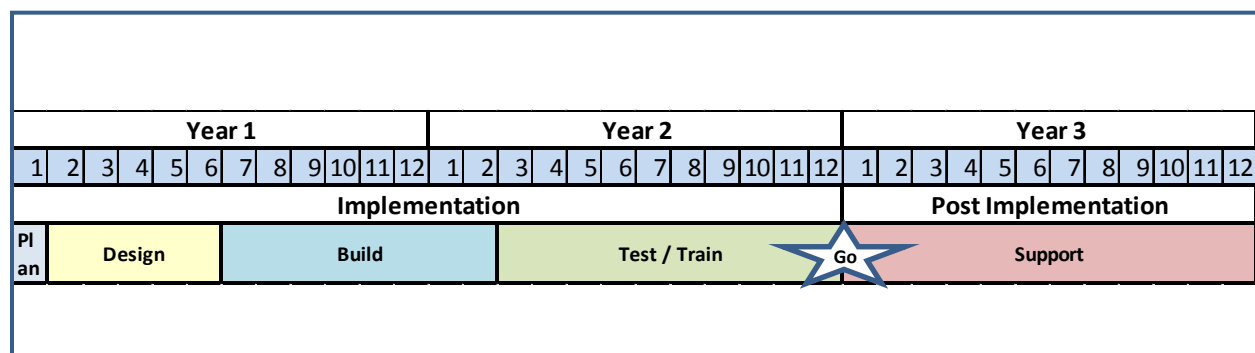 Year 1 Year 2 Year 3
1 2 3 4 5 6 7 8 9 10 11 12 1 2 3 4 5 6 7 8 9 10 11 12 1 2 3 4 5 6 7 8 9 10 11 12
Implementation Post Implementation
Pl
an Design Build Test / Train Go Support